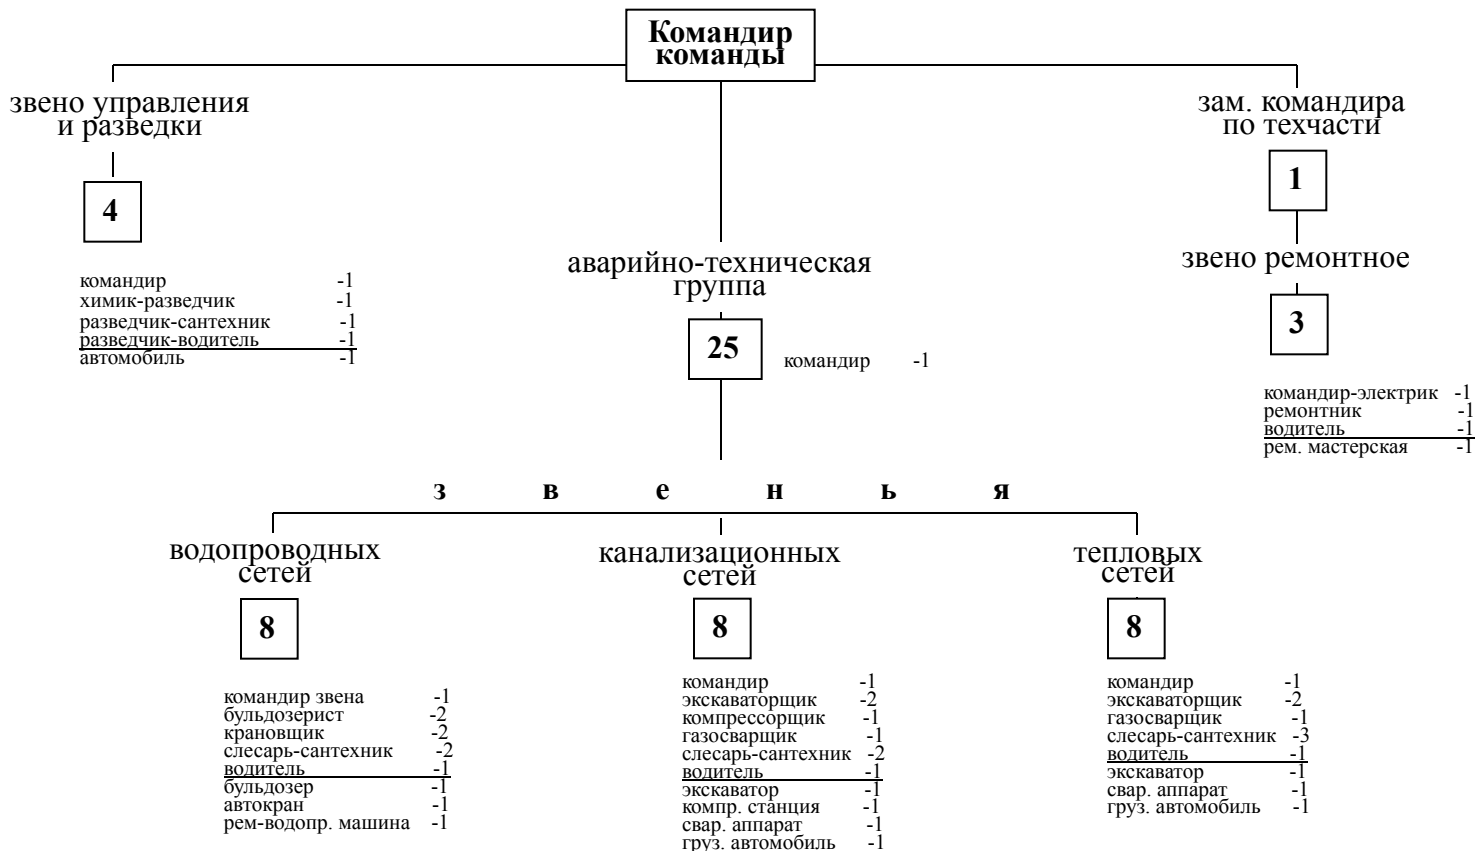 Командир
команды
звено управления
и разведки
4
командир -1
химик-разведчик -1
разведчик-сантехник -1
разведчик-водитель -1
автомобиль -1
аварийно-техническая
группа
25
командир -1
зам. командира
по техчасти
1
звено ремонтное
3
командир-электрик -1
ремонтник -1
водитель -1
рем. мастерская -1
з в е н ь я
водопроводных
сетей
8
командир звена -1
бульдозерист -2
крановщик -2
слесарь-сантехник -2
водитель -1
бульдозер -1
автокран -1
рем-водопр. машина -1
канализационных
сетей
8
командир -1
экскаваторщик -2
компрессорщик -1
газосварщик -1
слесарь-сантехник -2
водитель -1
экскаватор -1
компр. станция -1
свар. аппарат -1
груз. автомобиль -1
тепловых
сетей
8
командир -1
экскаваторщик -2
газосварщик -1
слесарь-сантехник -3
водитель -1
экскаватор -1
свар. аппарат -1
груз. автомобиль -1